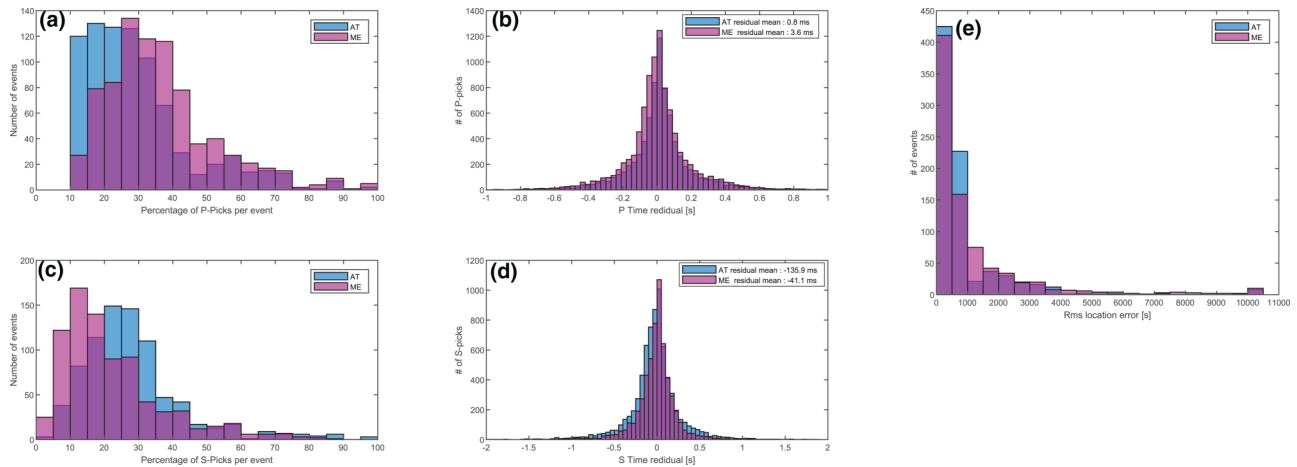 (a)
AT
ME
140
120
100
80
60
40
20
0
Number of events
0 10 20 30 40 50 60 70 80 90 100
Percentage of P-Picks per event
(b)
AT residual mean : 0.8 ms
ME residual mean : 3.6 ms
1400
1200
1000
800
600
400
200
0
# of P-picks
-1 -0.8 -0.6 -0.4 -0.2 0 0.2 0.4 0.6 0.8 1
P Time residual [s]
(c)
AT
ME
200
150
100
50
0
Number of events
0 10 20 30 40 50 60 70 80 90 100
Percentage of S-Picks per event
(d)
AT residual mean : -135.9 ms
ME residual mean : -41.1 ms
1200
1000
800
600
400
200
0
# of S-picks
-2 -1.5 -1 -0.5 0 0.5 1 1.5 2
S Time residual [s]
(e)
AT
ME
450
400
350
300
250
200
150
100
50
0
# of events
0 1000 2000 3000 4000 5000 6000 7000 8000 9000 10000 11000
Rms location error [s]